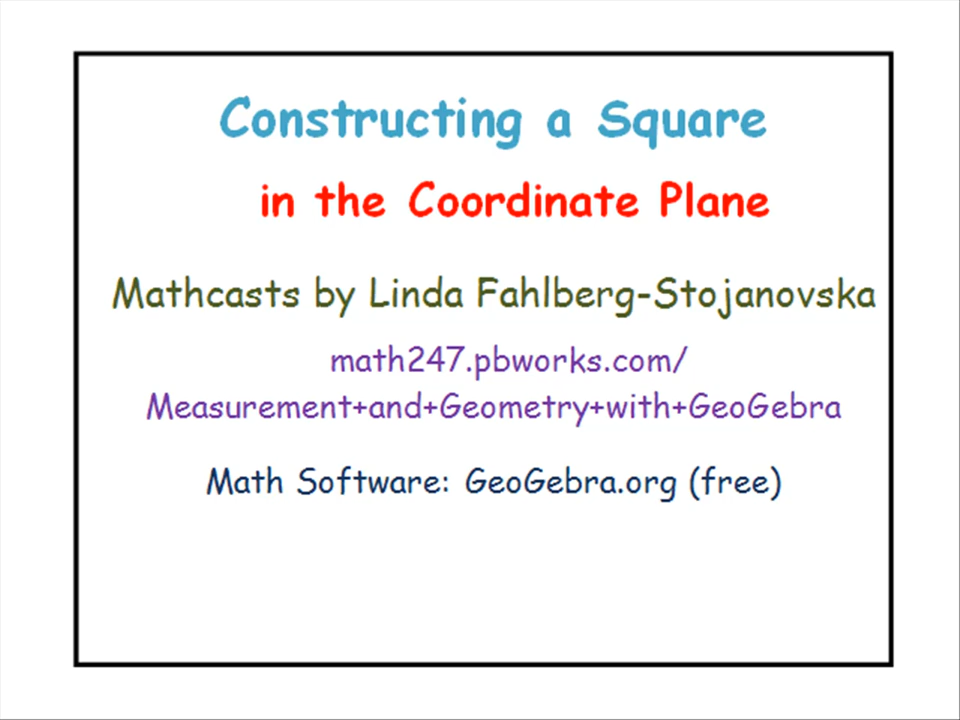 Constructing a Square
in the Coordinate Plane
Mathcasts by Linda Fahlberg-Stojanovska
math247.pbworks.com/
Measurement+and+Geometry+with+GeoGebra
Math Software: GeoGebra.org (free)